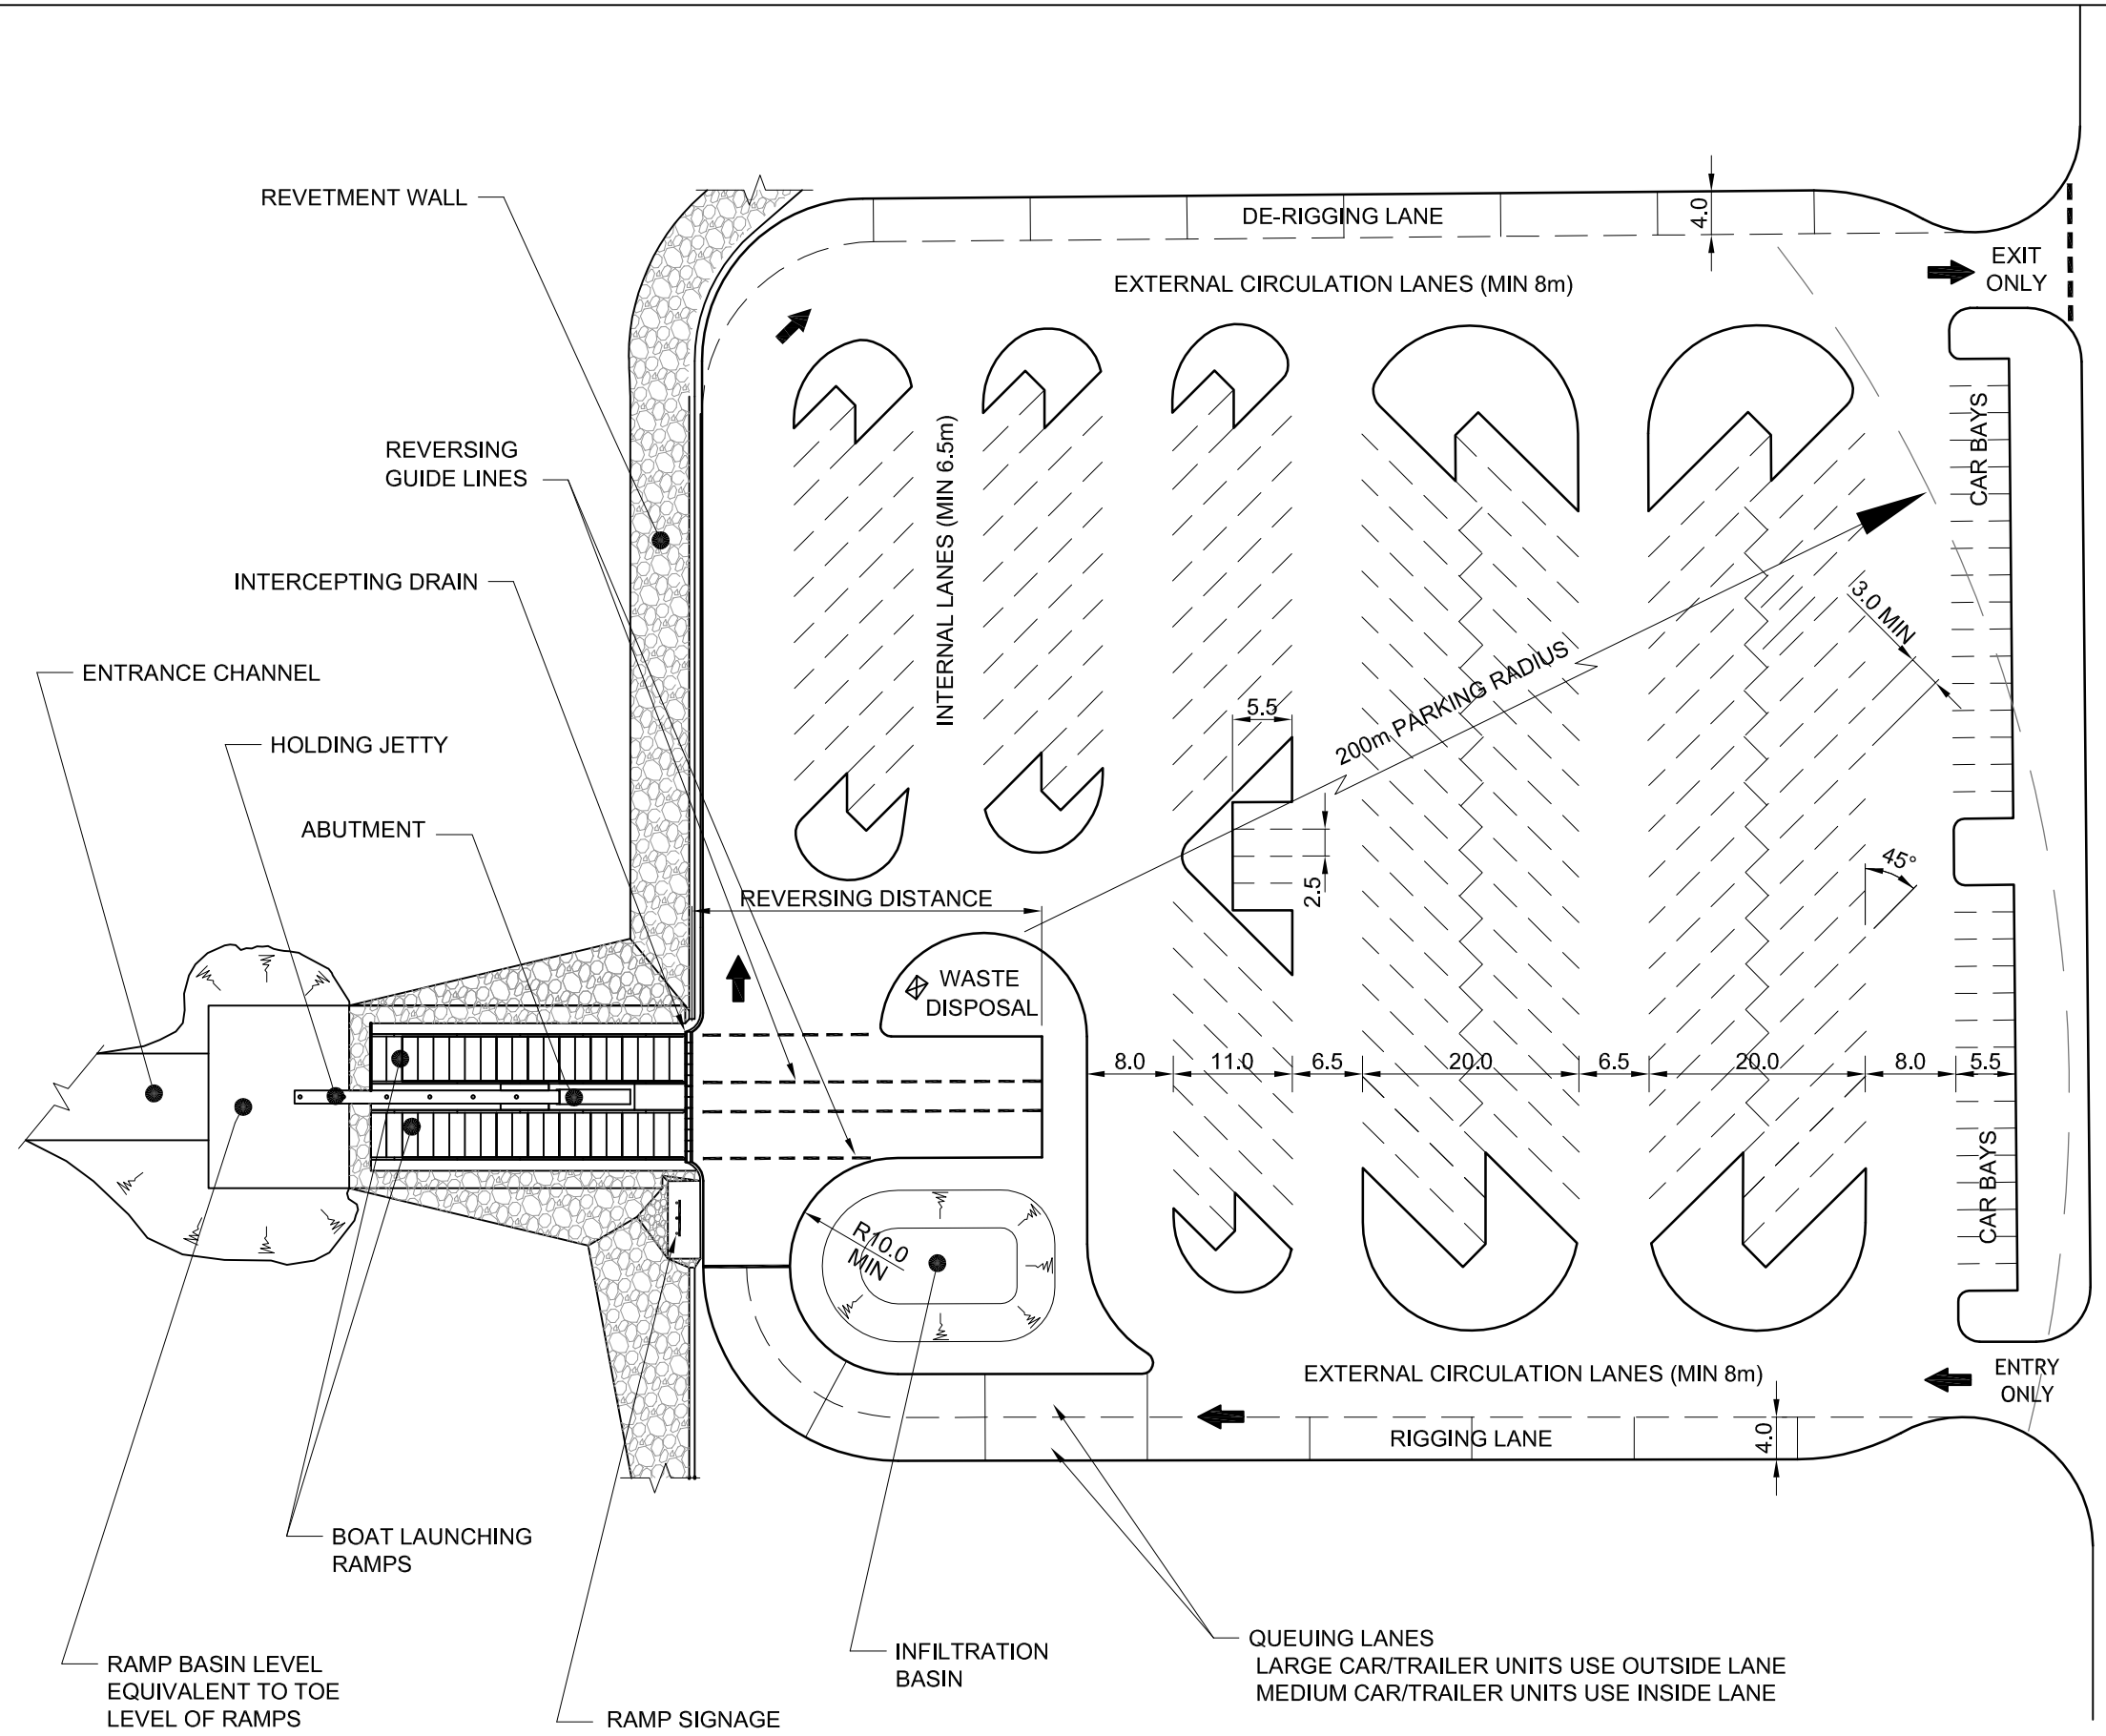 REVETMENT WALL
DE-RIGGING LANE
4.0
EXIT
ONLY
EXTERNAL CIRCULATION LANES (MIN 8m)
REVERSING
GUIDE LINES
INTERNAL LANES (MIN 6.5m)
CAR BAYS
INTERCEPTING DRAIN
3.0 MIN
ENTRANCE CHANNEL
200m PARKING RADIUS
HOLDING JETTY
5.5
ABUTMENT
45°
2.5
REVERSING DISTANCE
WASTE
DISPOSAL
8.0
11.0
6.5
20.0
6.5
20.0
8.0
5.5
CAR BAYS
R10.0
MIN
EXTERNAL CIRCULATION LANES (MIN 8m)
ENTRY
ONLY
RIGGING LANE
4.0
BOAT LAUNCHING
RAMPS
QUEUING LANES
LARGE CAR/TRAILER UNITS USE OUTSIDE LANE
MEDIUM CAR/TRAILER UNITS USE INSIDE LANE
INFILTRATION
BASIN
RAMP BASIN LEVEL
EQUIVALENT TO TOE
LEVEL OF RAMPS
RAMP SIGNAGE